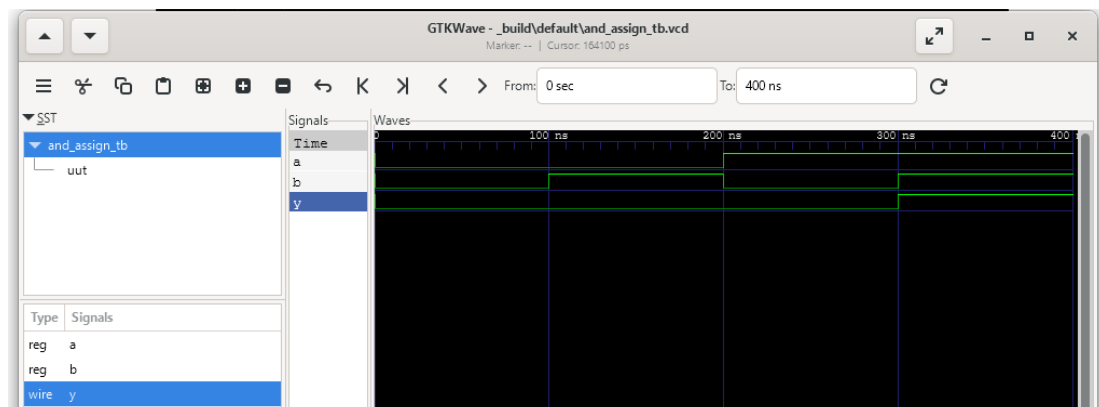 GTKWave - _build\default\and_assign_tb.vcd
Marker: -- | Cursor: 164100 ps
From: 0 sec To: 400 ns
SST
and_assign_tb
uut
Signals
Time
a
b
y
Waves
0 100 ns 200 ns 300 ns 400
Type Signals
reg a
reg b
wire y